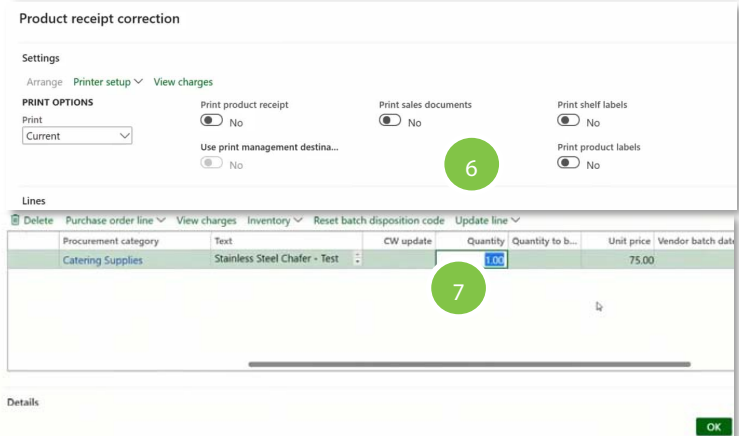 Product receipt correction
Settings
Arrange Printer setup View charges
PRINT OPTIONS Print product receipt Print sales documents Print shelf labels
Print No No No
Current
Use print management destina... Print product labels
No 6 No
Lines
Delete Purchase order line View charges Inventory Reset batch disposition code Update line
Procurement category Text CW update Quantity Quantity to b... Unit price Vendor batch date
Catering Supplies Stainless Steel Chafer - Test 1.00 75.00
7
Details
OK